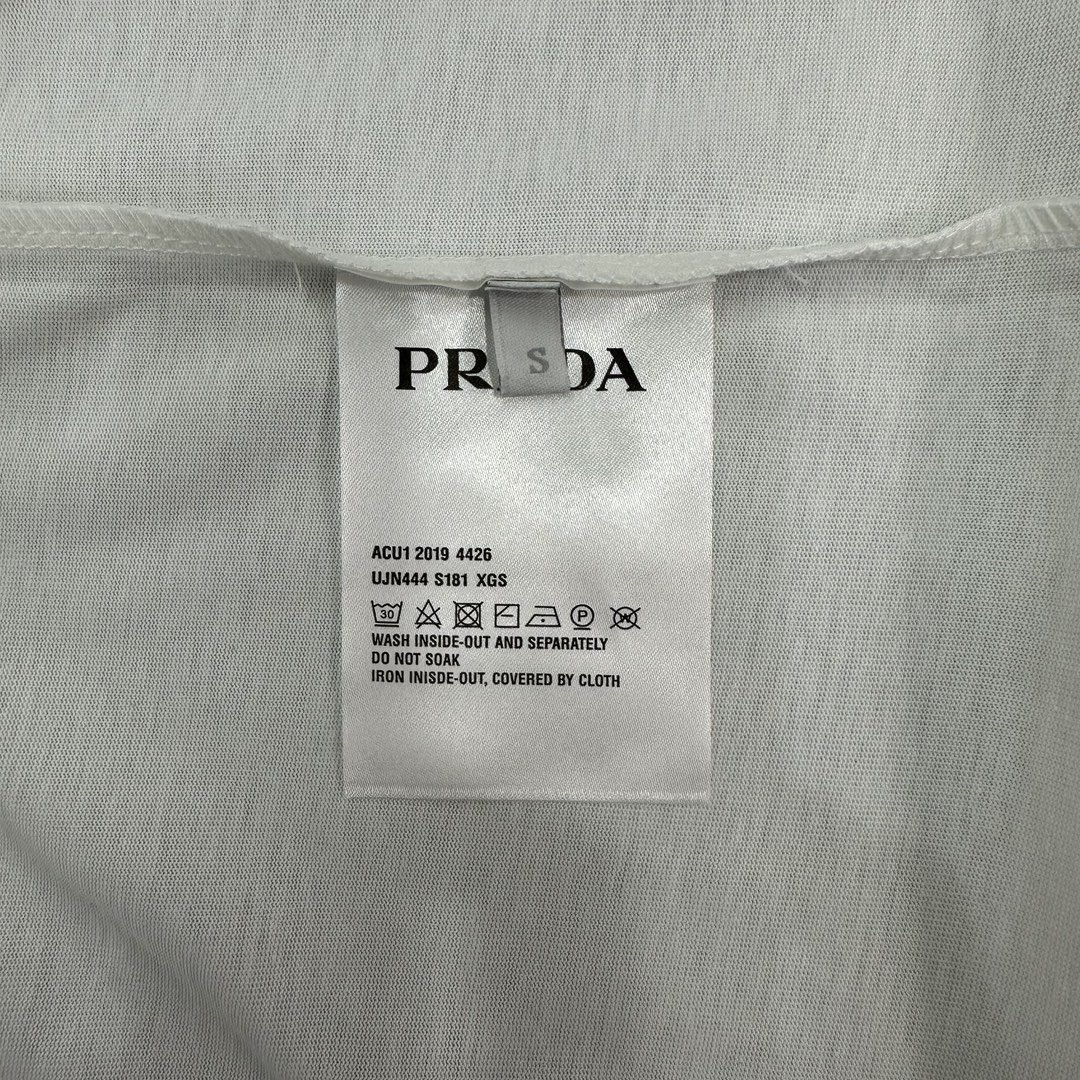 PR DA
S
ACU1 2019 4426
UJN444 S181 XGS
30 P W
WASH INSIDE-OUT AND SEPARATELY
DO NOT SOAK
IRON INISDE-OUT, COVERED BY CLOTH